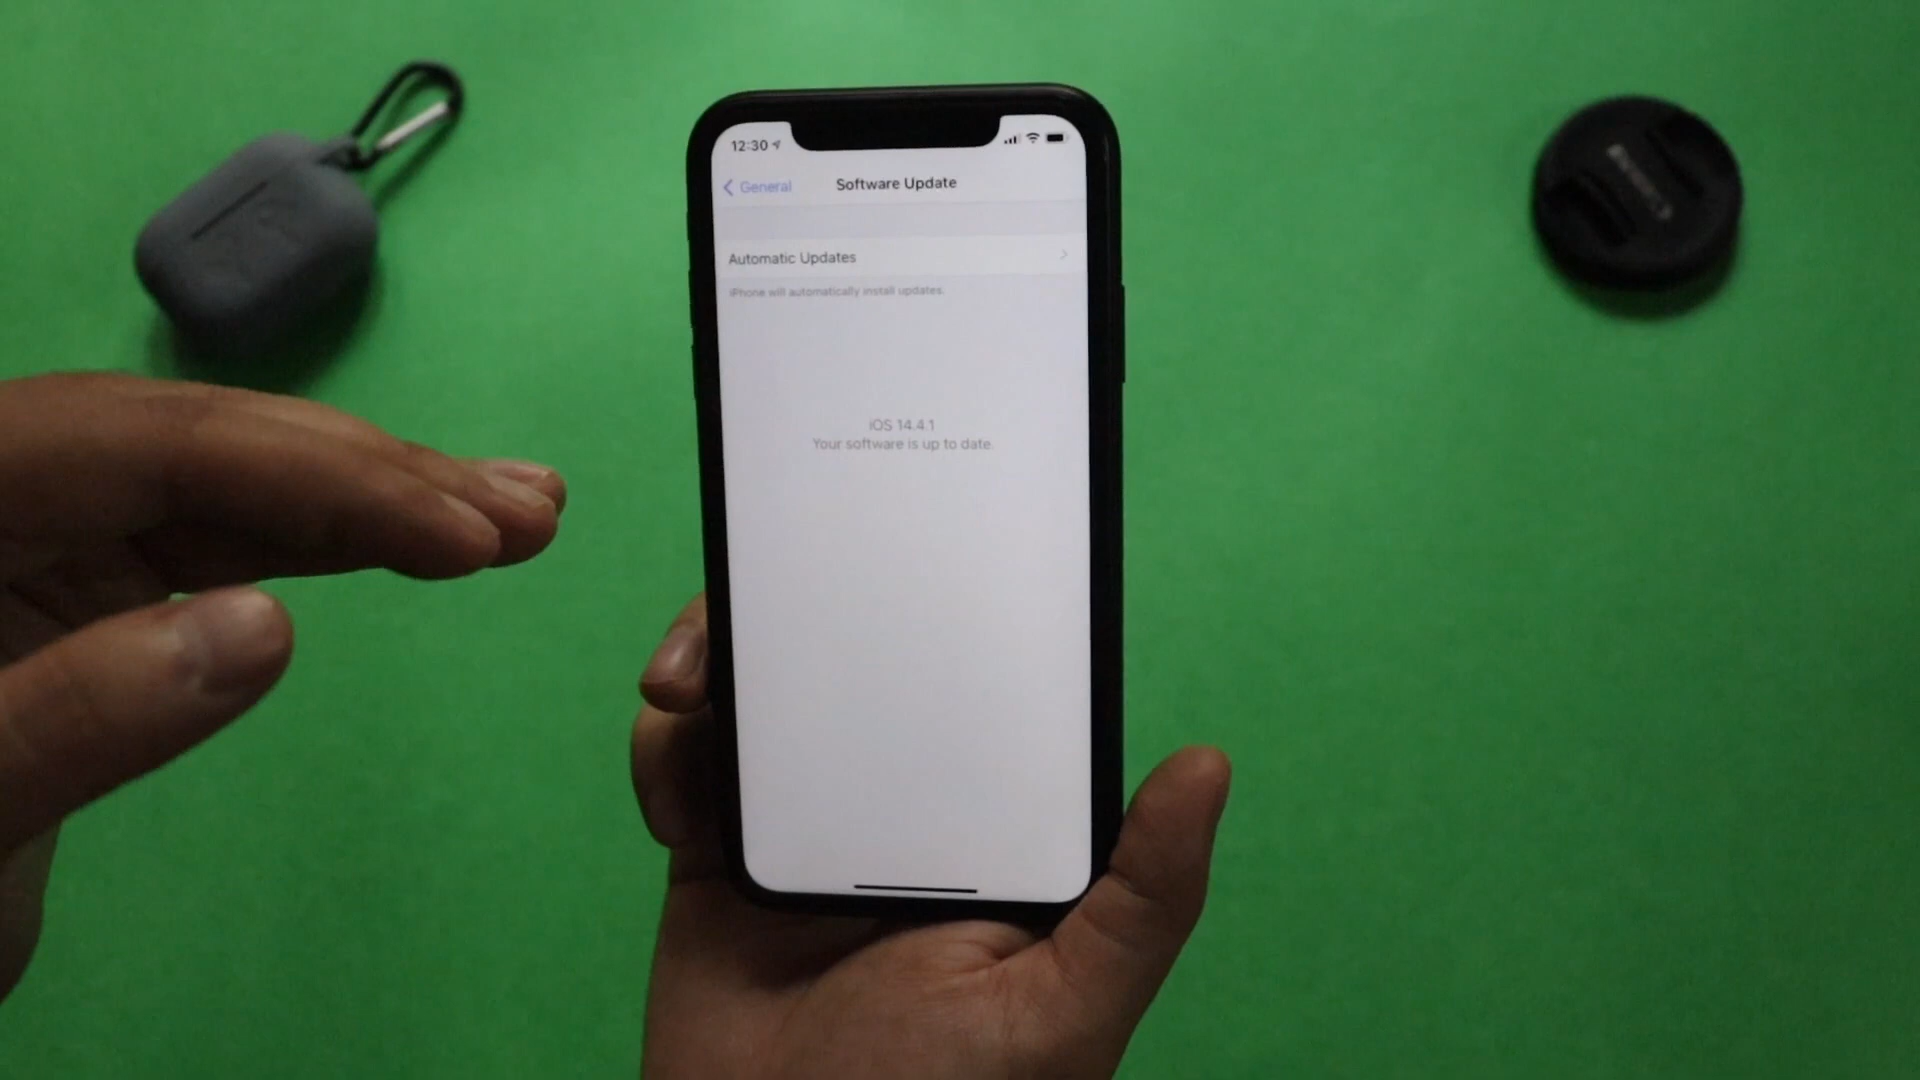 12:30
General
Software Update
Automatic Updates
iPhone will automatically install updates.
iOS 14.4.1
Your software is up to date.